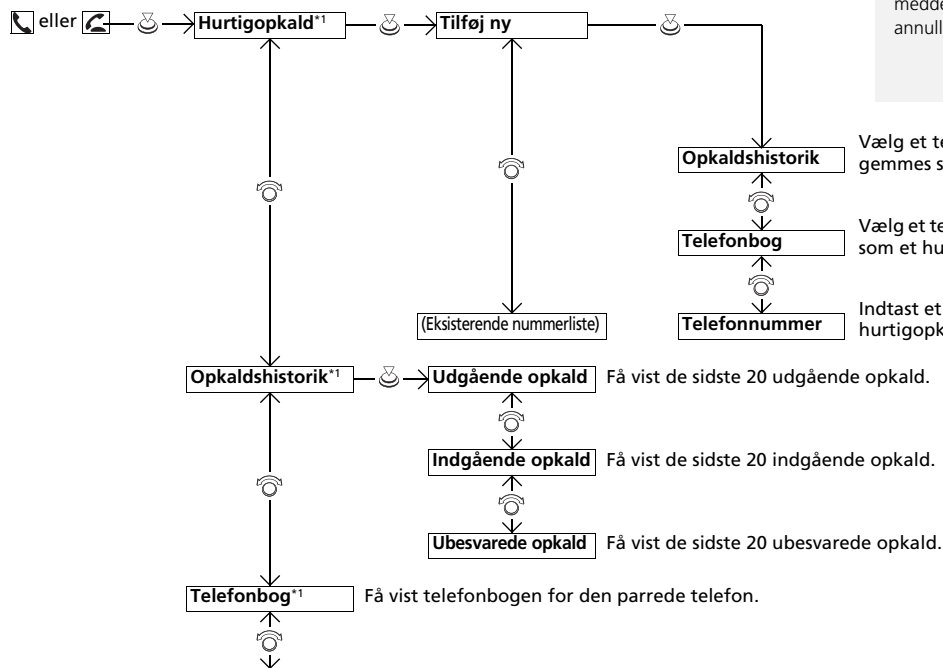 medde
annull
eller
Hurtigopkald*1
Tilføj ny
Opkaldshistorik
Vælg et te
gemmes s
Telefonbog
Vælg et te
som et hu
(Eksisterende nummerliste)
Telefonnummer
Indtast et
hurtigopk
Opkaldshistorik*1
Udgående opkald
Få vist de sidste 20 udgående opkald.
Indgående opkald
Få vist de sidste 20 indgående opkald.
Ubesvarede opkald
Få vist de sidste 20 ubesvarede opkald.
Telefonbog*1
Få vist telefonbogen for den parrede telefon.